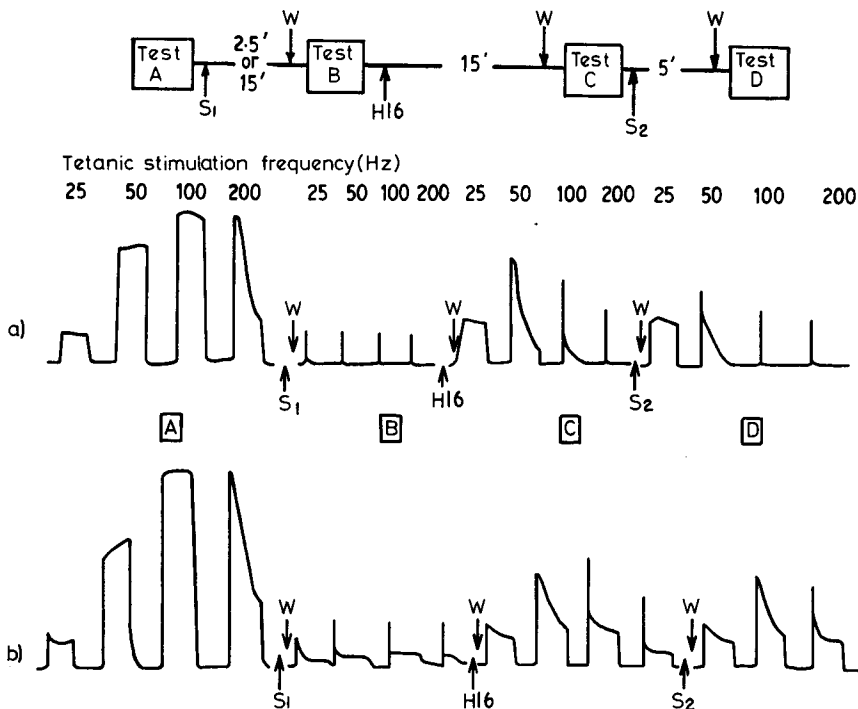 W W W
Test A 2·5' or 15' Test B 15' Test C 5' Test D
S1 H16 S2
Tetanic stimulation frequency (Hz)
25 50 100 200 25 50 100 200 25 50 100 200 25 50 100 200
W W W
a)
S1 H16 S2
A B C D
W W W
b)
S1 H16 S2